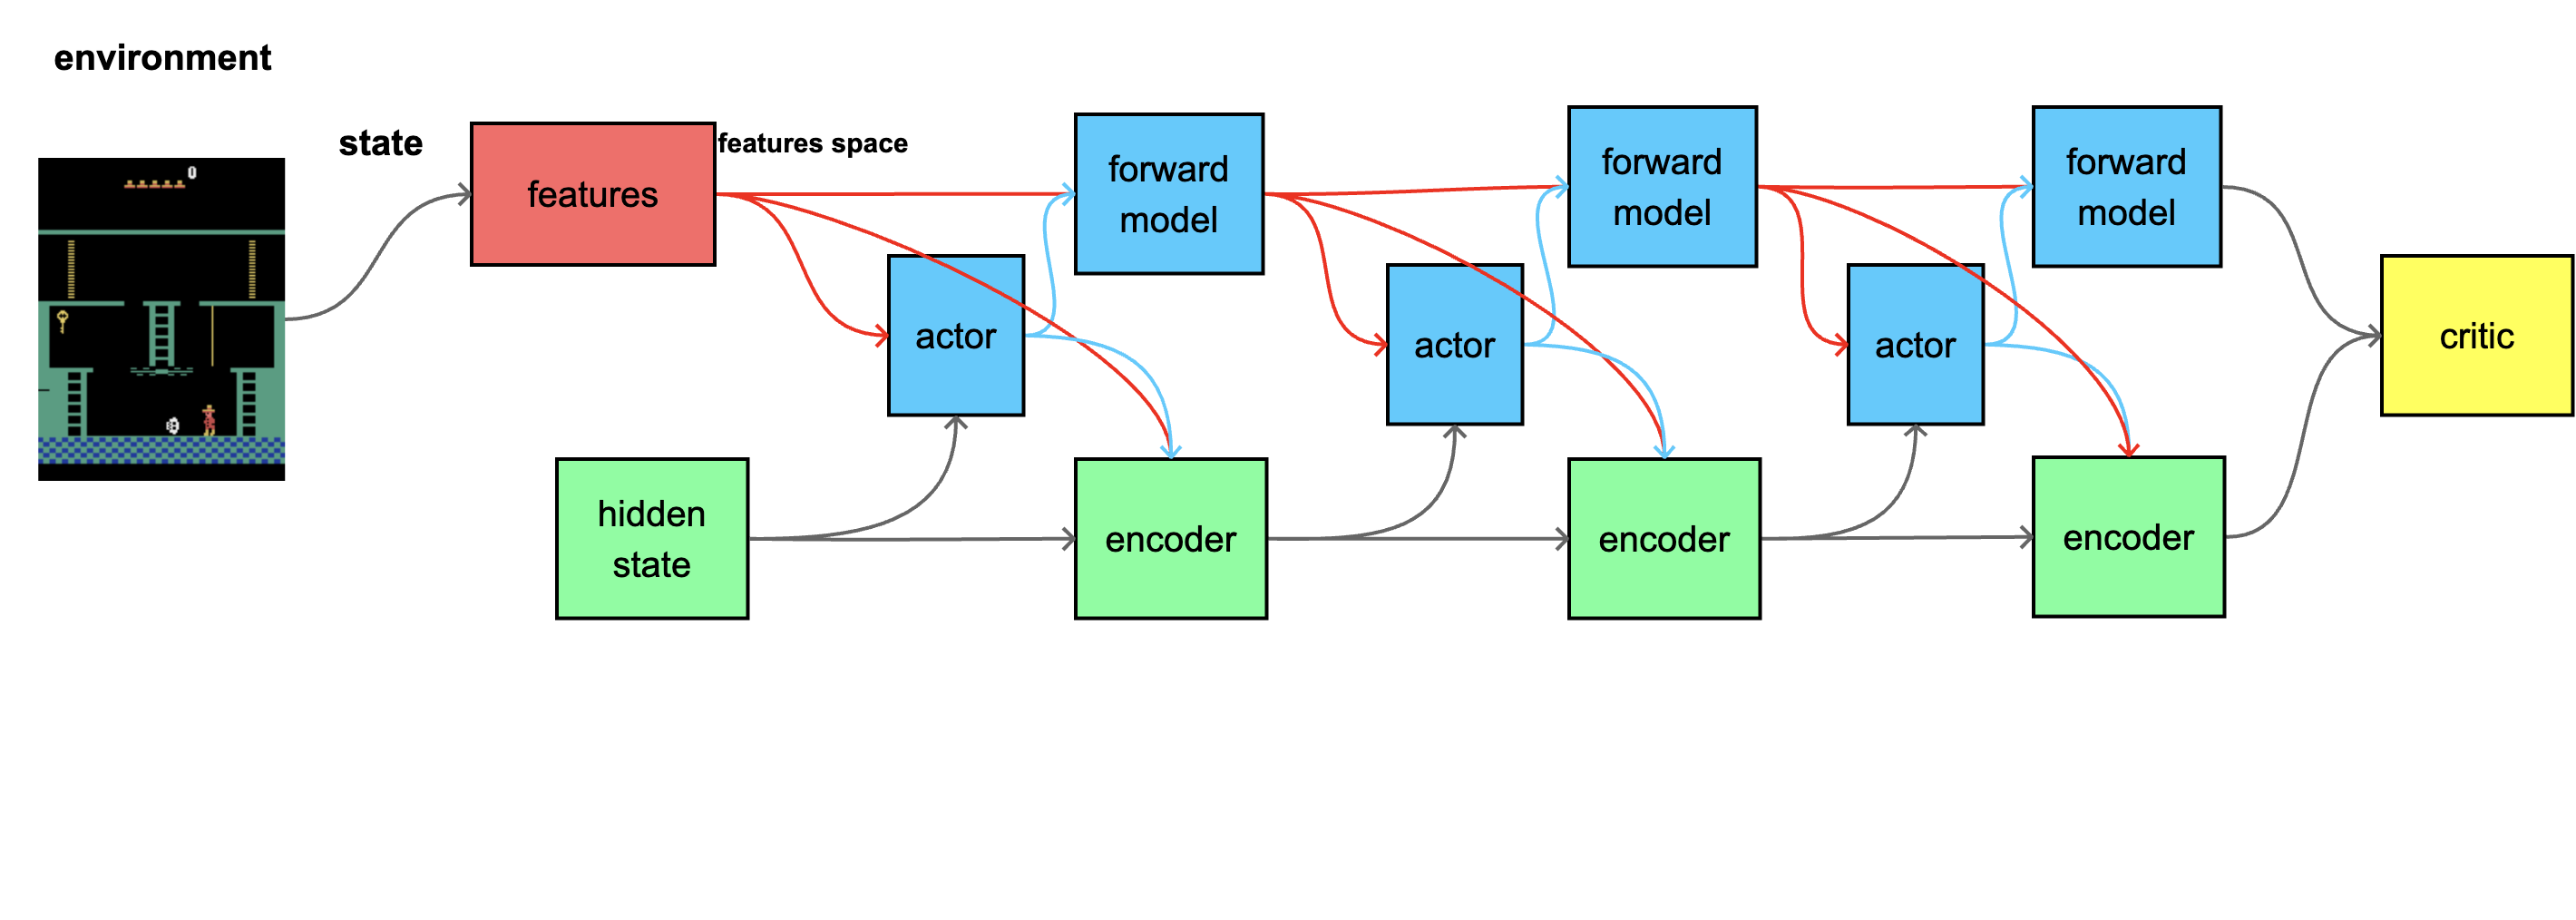 environment
state
0
features
features space
forward
model
forward
model
forward
model
actor
actor
actor
critic
hidden
state
encoder
encoder
encoder